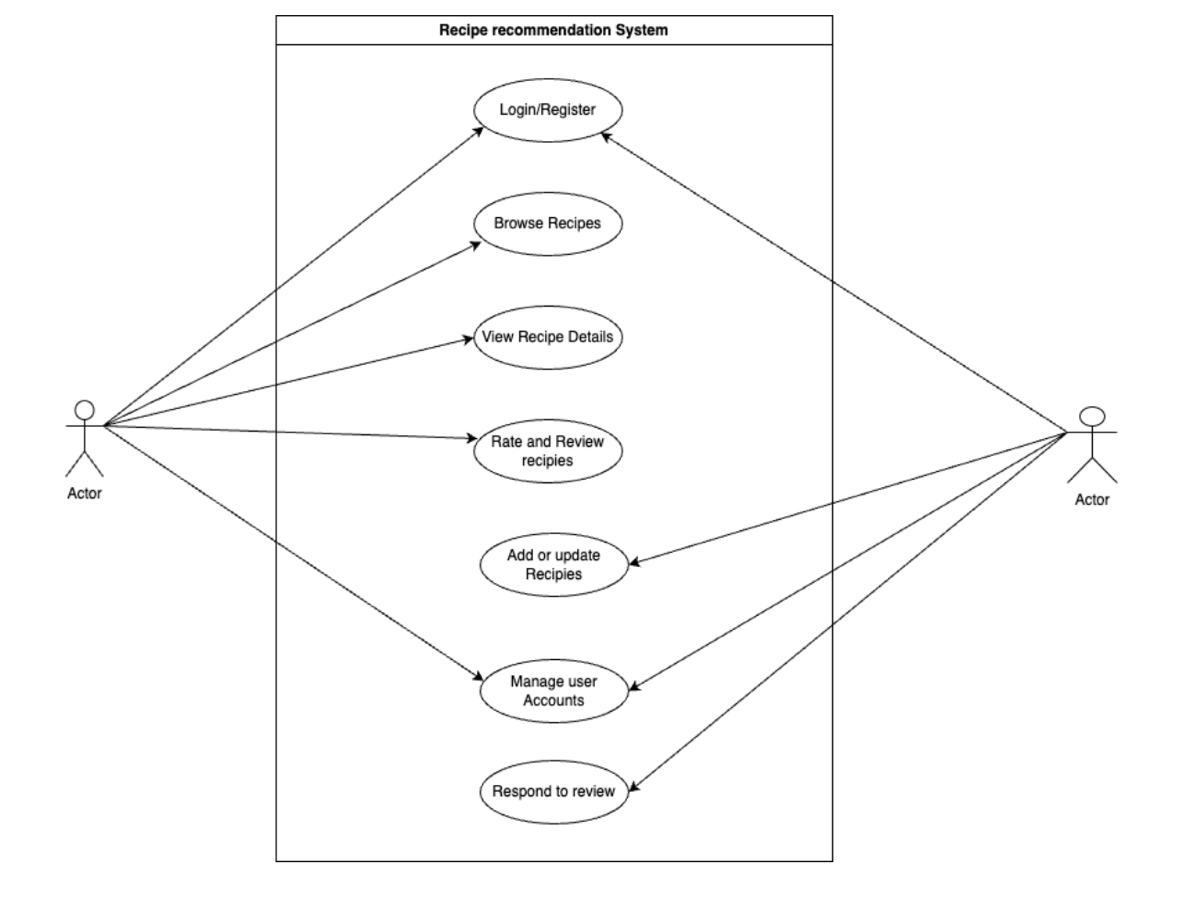 Recipe recommendation System
Login/Register
Browse Recipes
View Recipe Details
Rate and Review
recipies
Actor
Actor
Add or update
Recipies
Manage user
Accounts
Respond to review